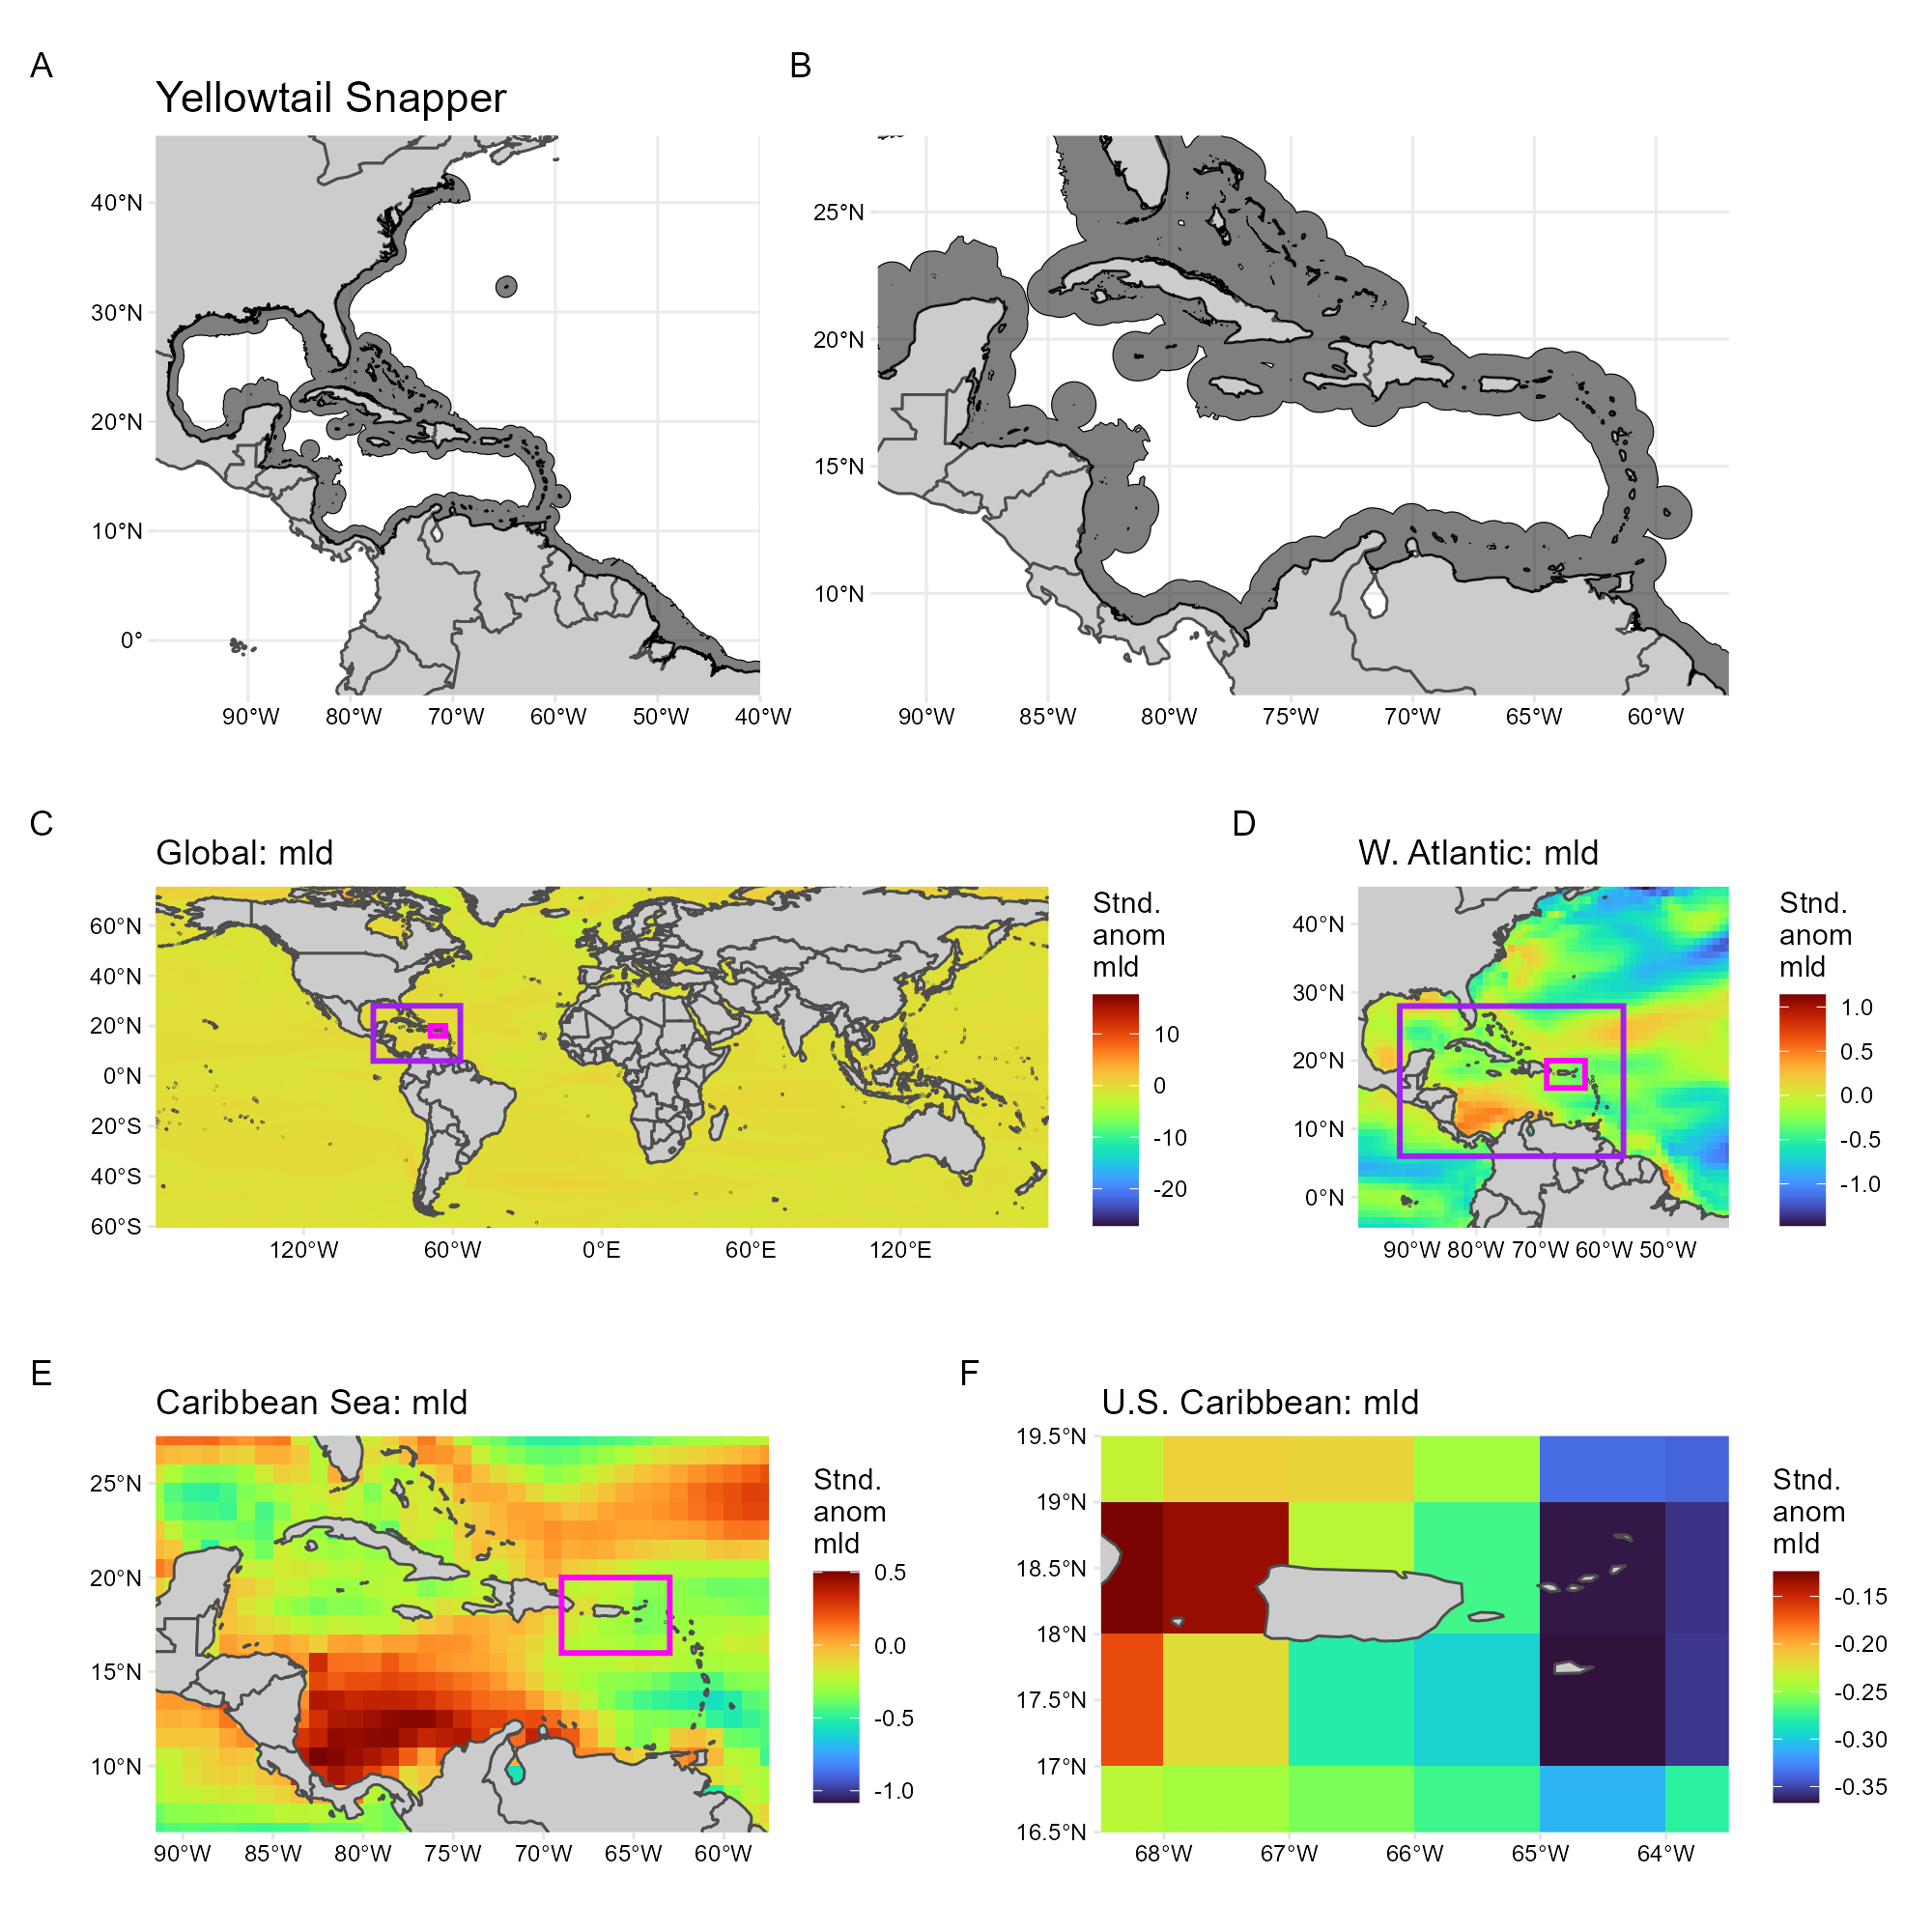 A
B
Yellowtail Snapper
40°N
30°N
20°N
10°N
0°
90°W 80°W 70°W 60°W 50°W 40°W
25°N
20°N
15°N
10°N
90°W 85°W 80°W 75°W 70°W 65°W 60°W
C
Global: mld
60°N
40°N
20°N
0°N
20°S
40°S
60°S
120°W 60°W 0°E 60°E 120°E
Stnd.
anom
mld
10
0
-10
-20
D
W. Atlantic: mld
40°N
30°N
20°N
10°N
0°N
90°W 80°W 70°W 60°W 50°W
Stnd.
anom
mld
1.0
0.5
0.0
-0.5
-1.0
E
Caribbean Sea: mld
25°N
20°N
15°N
10°N
90°W 85°W 80°W 75°W 70°W 65°W 60°W
Stnd.
anom
mld
0.5
0.0
-0.5
-1.0
F
U.S. Caribbean: mld
19.5°N
19°N
18.5°N
18°N
17.5°N
17°N
16.5°N
68°W 67°W 66°W 65°W 64°W
Stnd.
anom
mld
-0.15
-0.20
-0.25
-0.30
-0.35